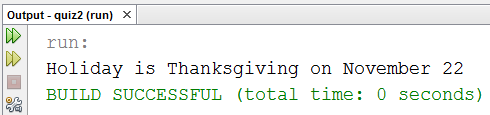 Output - quiz2 (run) ×
run:
Holiday is Thanksgiving on November 22
BUILD SUCCESSFUL (total time: 0 seconds)